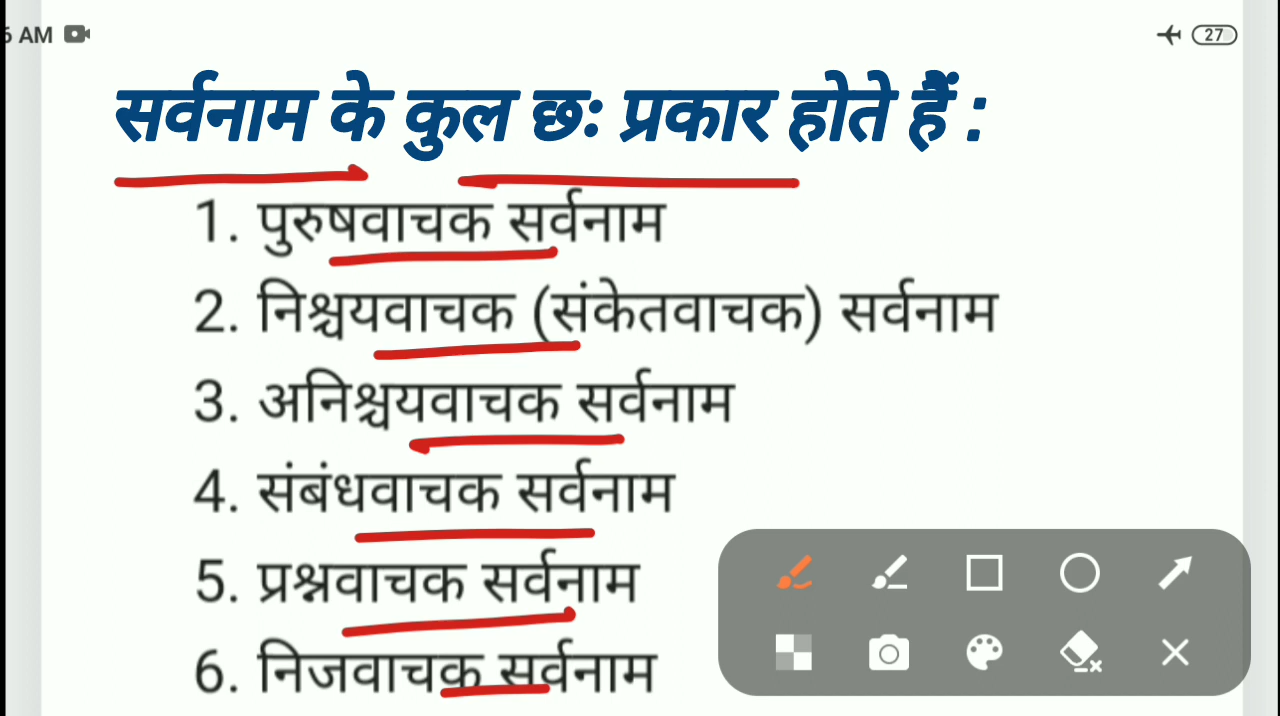 6 AM 27
सर्वनाम के कुल छः प्रकार होते हैं :
1. पुरुषवाचक सर्वनाम
2. निश्चयवाचक (संकेतवाचक) सर्वनाम
3. अनिश्चयवाचक सर्वनाम
4. संबंधवाचक सर्वनाम
5. प्रश्नवाचक सर्वनाम
6. निजवाचक सर्वनाम